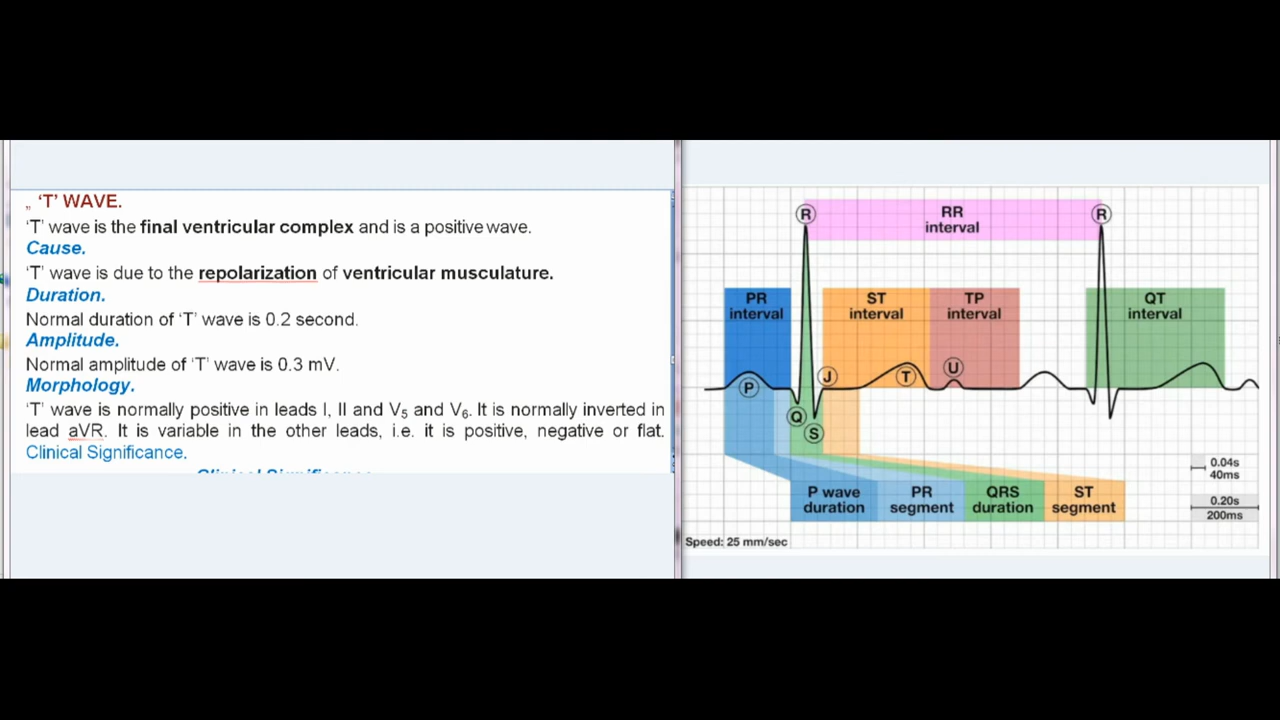 „ ‘T’ WAVE.
‘T’ wave is the final ventricular complex and is a positive wave.
Cause.
‘T’ wave is due to the repolarization of ventricular musculature.
Duration.
Normal duration of ‘T’ wave is 0.2 second.
Amplitude.
Normal amplitude of ‘T’ wave is 0.3 mV.
Morphology.
‘T’ wave is normally positive in leads I, II and V5 and V6. It is normally inverted in
lead aVR. It is variable in the other leads, i.e. it is positive, negative or flat.
Clinical Significance.
Clinical Significance
R
RR
interval
R
PR
interval
ST
interval
TP
interval
QT
interval
P
J
T
U
Q
S
0.04s
40ms
P wave
duration
PR
segment
QRS
duration
ST
segment
0.20s
200ms
Speed: 25 mm/sec